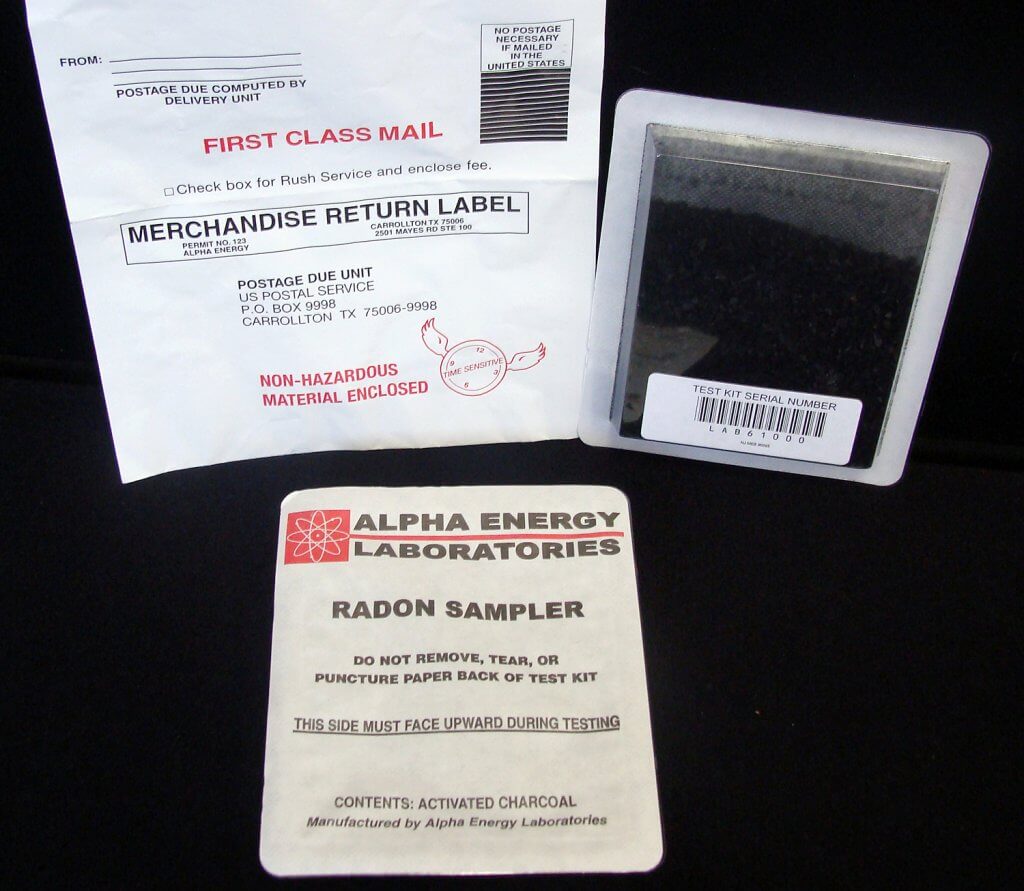 FROM:
POSTAGE DUE COMPUTED BY
DELIVERY UNIT
NO POSTAGE
NECESSARY
IF MAILED
IN THE
UNITED STATES
FIRST CLASS MAIL
Check box for Rush Service and enclose fee.
MERCHANDISE RETURN LABEL
PERMIT NO. 123
ALPHA ENERGY
CARROLLTON TX 75006
2501 MAYES RD STE 100
POSTAGE DUE UNIT
US POSTAL SERVICE
P.O. BOX 9998
CARROLLTON TX 75006-9998
NON-HAZARDOUS
MATERIAL ENCLOSED
12
9
3
6
TIME SENSITIVE
TEST KIT SERIAL NUMBER
LAB61000
ALPHA ENERGY
LABORATORIES
RADON SAMPLER
DO NOT REMOVE, TEAR, OR
PUNCTURE PAPER BACK OF TEST KIT
THIS SIDE MUST FACE UPWARD DURING TESTING
CONTENTS: ACTIVATED CHARCOAL
Manufactured by Alpha Energy Laboratories